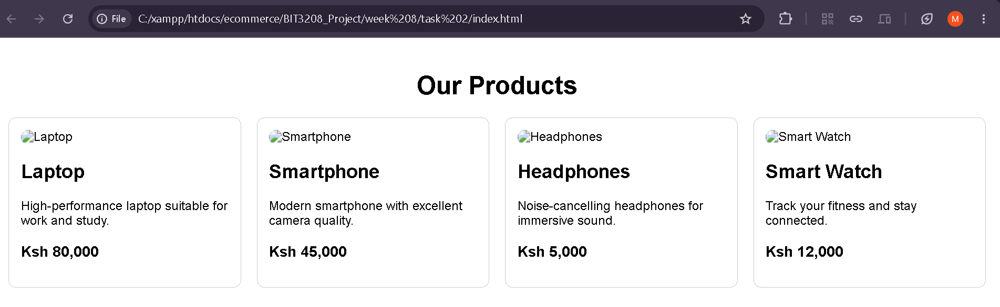 File C:/xampp/htdocs/ecommerce/BIT3208_Project/week%208/task%202/index.html
M
Our Products
Laptop
Laptop
High-performance laptop suitable for
work and study.
Ksh 80,000
Smartphone
Smartphone
Modern smartphone with excellent
camera quality.
Ksh 45,000
Headphones
Headphones
Noise-cancelling headphones for
immersive sound.
Ksh 5,000
Smart Watch
Smart Watch
Track your fitness and stay
connected.
Ksh 12,000